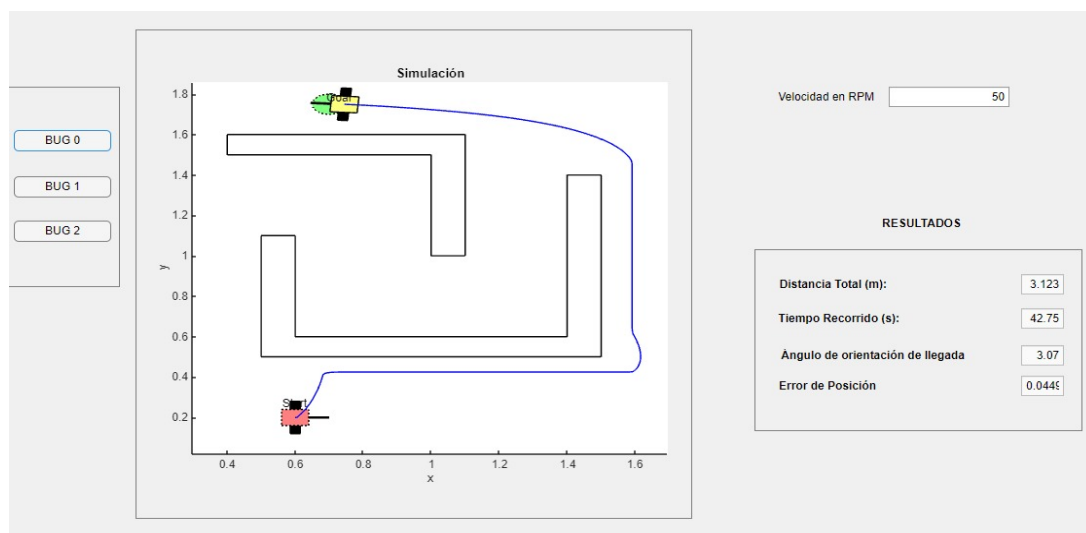 BUG 0
BUG 1
BUG 2
Simulación
1.8
1.6
1.4
1.2
1
0.8
0.6
0.4
0.2
y
Goal
Start
0.4 0.6 0.8 1 1.2 1.4 1.6
x
Velocidad en RPM 50
RESULTADOS
Distancia Total (m): 3.123
Tiempo Recorrido (s): 42.75
Ángulo de orientación de llegada 3.07
Error de Posición 0.0449